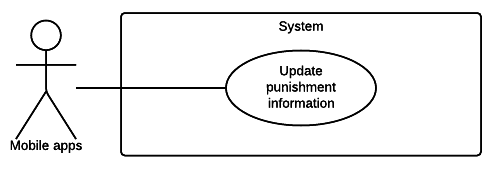 System
Update
punishment
information
Mobile apps